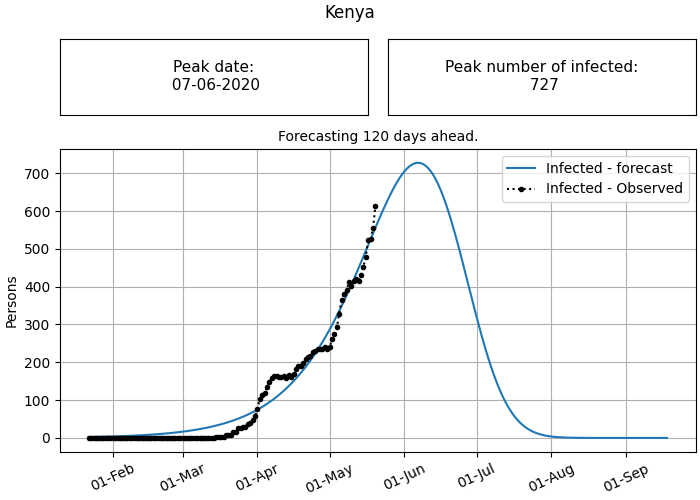 Kenya
Peak date:
07-06-2020
Peak number of infected:
727
Forecasting 120 days ahead.
Infected - forecast
Infected - Observed
Persons
700
600
500
400
300
200
100
0
01-Feb
01-Mar
01-Apr
01-May
01-Jun
01-Jul
01-Aug
01-Sep